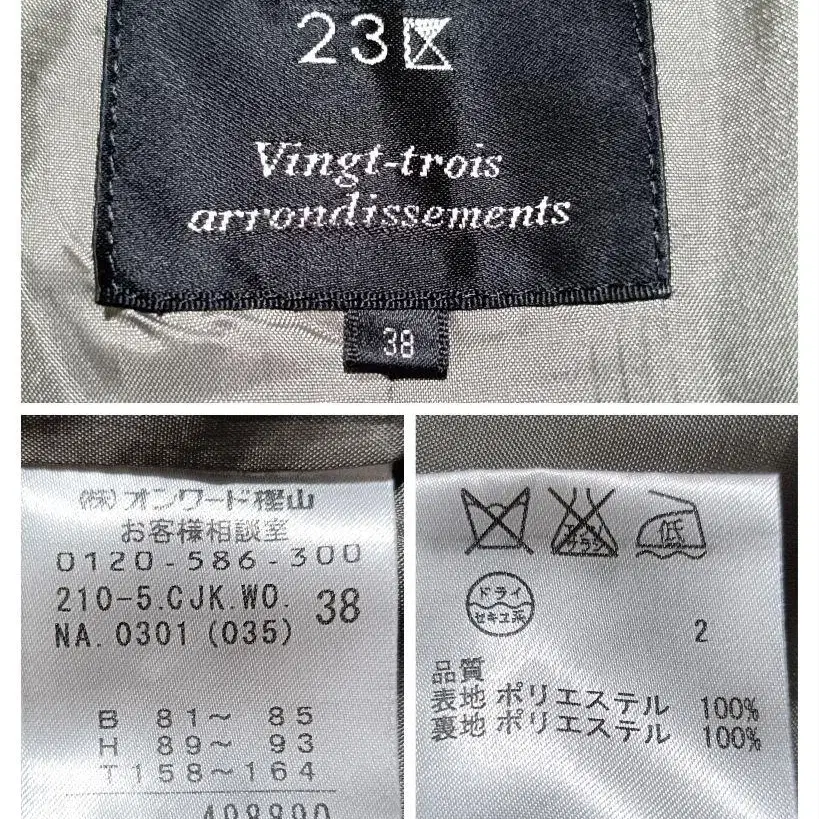 23区
Vingt-trois
arrondissements
38
(株)オンワード樫山
お客様相談室
0120-586-300
210-5.CJK.WO. 38
NA.0301(035)
B 81〜 85
H 89〜 93
T158〜164
低
ドライ
セキユ系
2
品質
表地 ポリエステル 100%
裏地 ポリエステル 100%